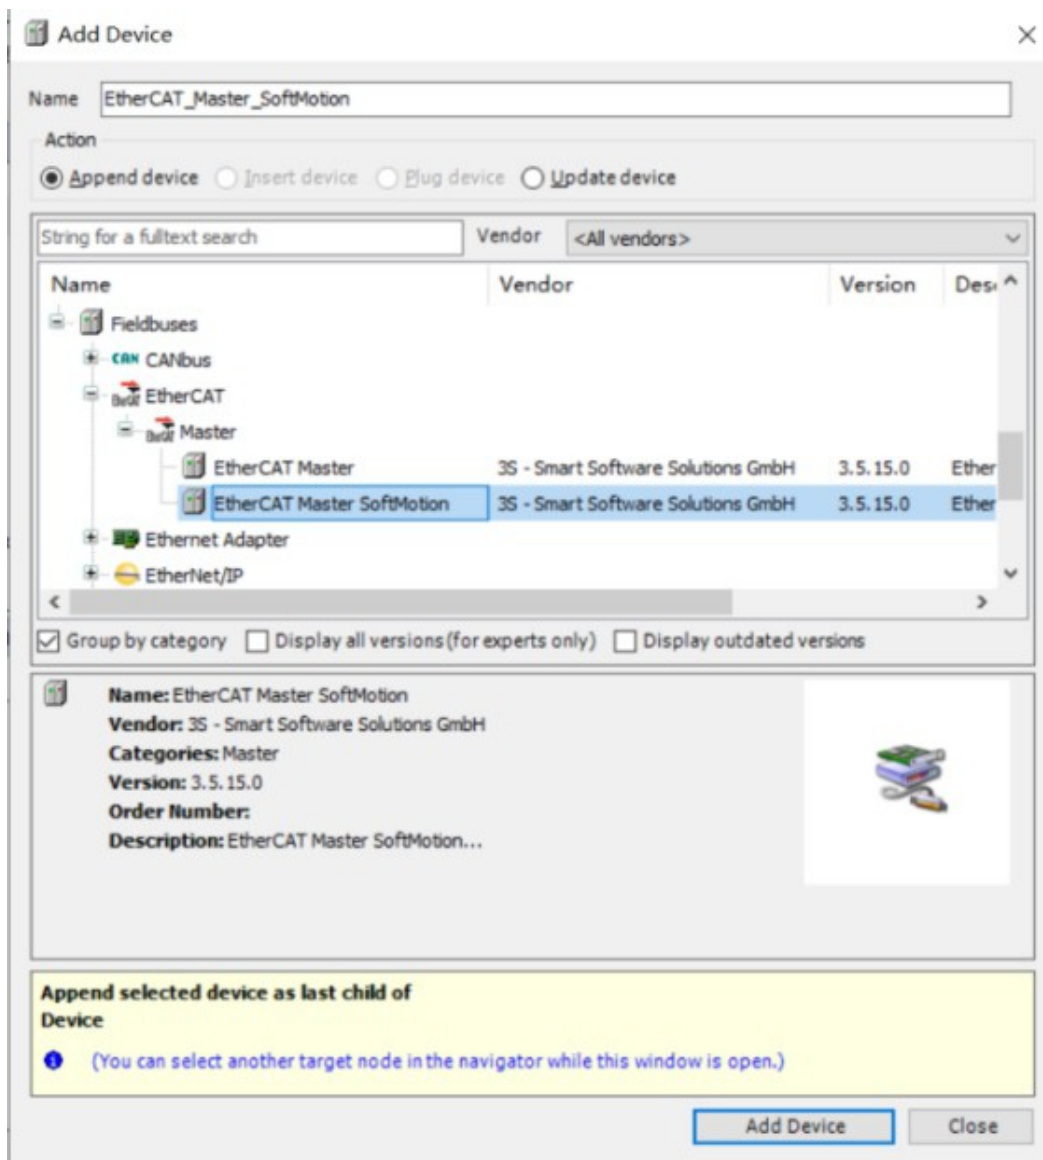 Add Device
Name EtherCAT_Master_SoftMotion
Action
Append device Insert device Plug device Update device
String for a fulltext search Vendor <All vendors>
Name Vendor Version Des
Fieldbuses
CAN CANbus
EtherCAT
Master
EtherCAT Master 3S - Smart Software Solutions GmbH 3.5.15.0 Ether
EtherCAT Master SoftMotion 3S - Smart Software Solutions GmbH 3.5.15.0 Ether
Ethernet Adapter
EtherNet/IP
Group by category Display all versions (for experts only) Display outdated versions
Name: EtherCAT Master SoftMotion
Vendor: 3S - Smart Software Solutions GmbH
Categories: Master
Version: 3.5.15.0
Order Number:
Description: EtherCAT Master SoftMotion...
Append selected device as last child of
Device
(You can select another target node in the navigator while this window is open.)
Add Device Close